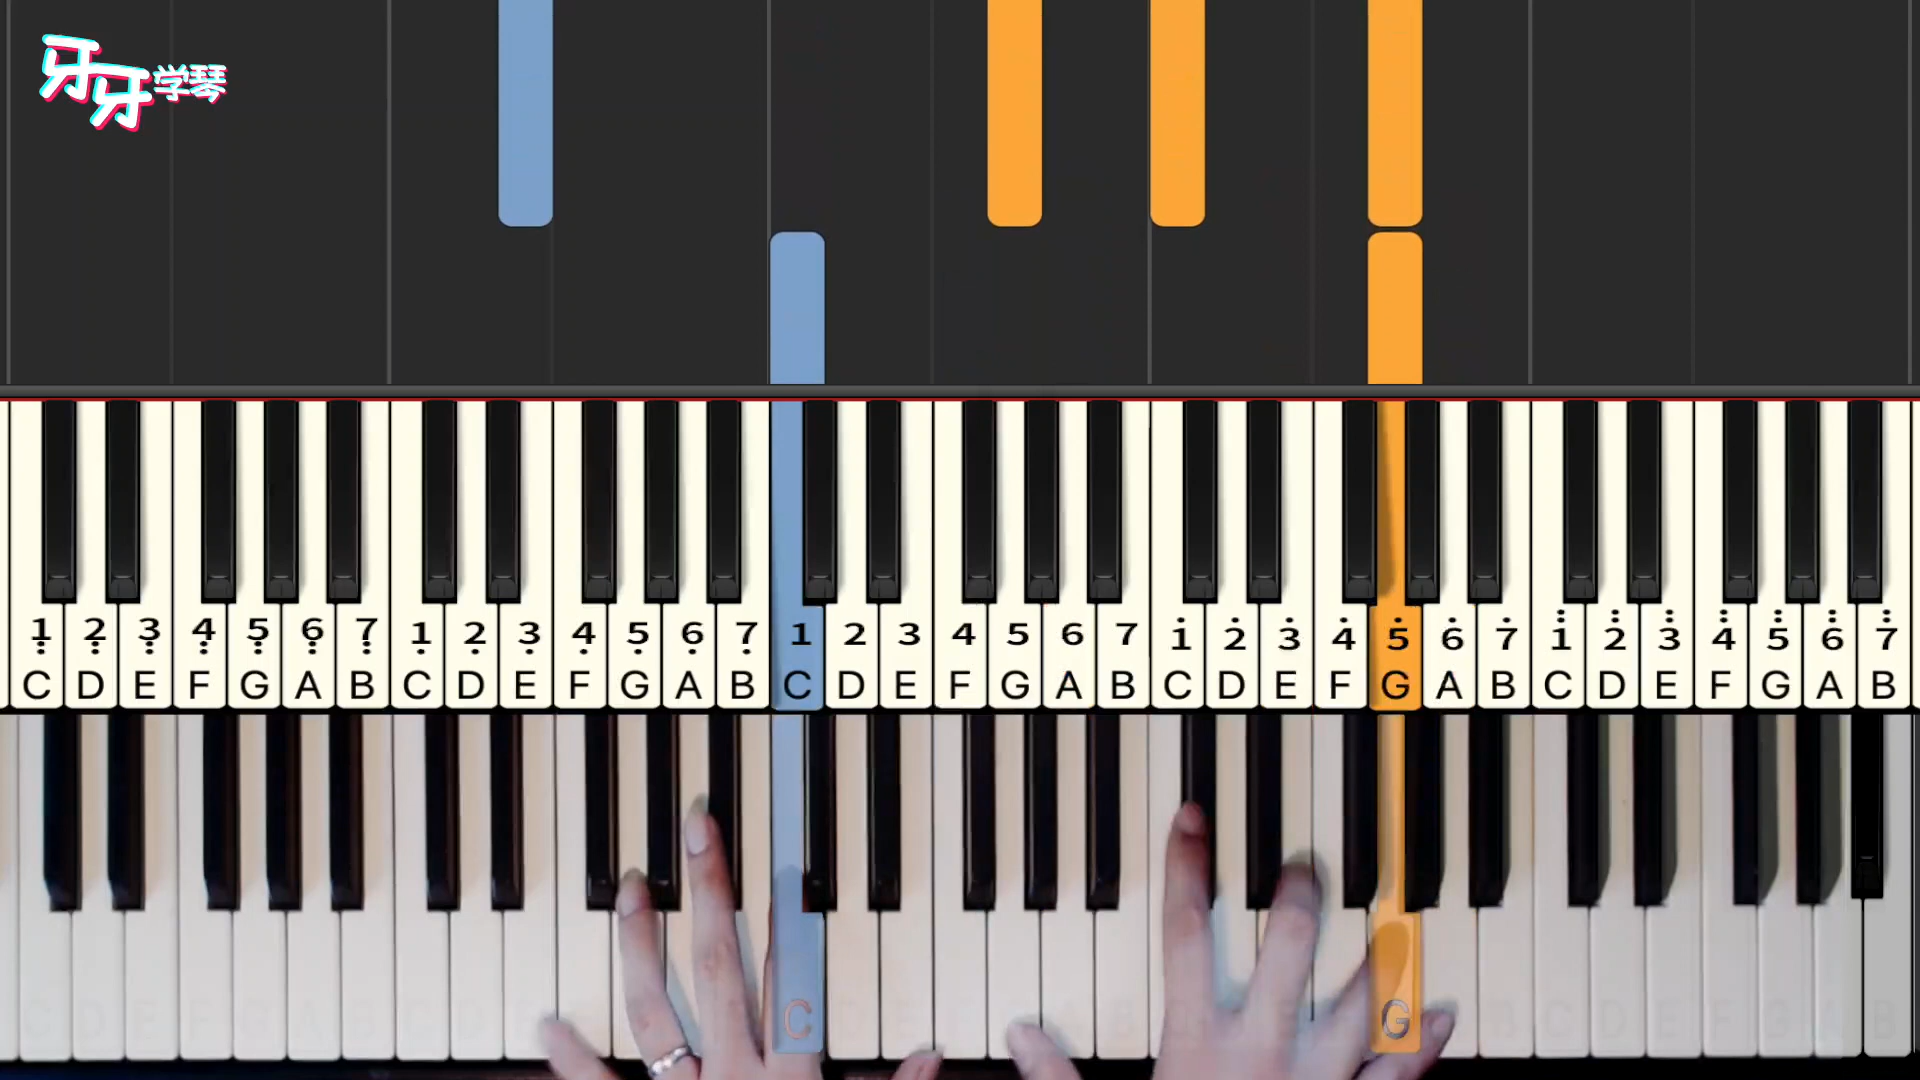 牙牙学琴
1 2 3 4 5 6 7 1 2 3 4 5 6 7 1 2 3 4 5 6 7 1 2 3 4 5 6 7 1 2 3 4 5 6 7
C D E F G A B C D E F G A B C D E F G A B C D E F G A B C D E F G A B
C G